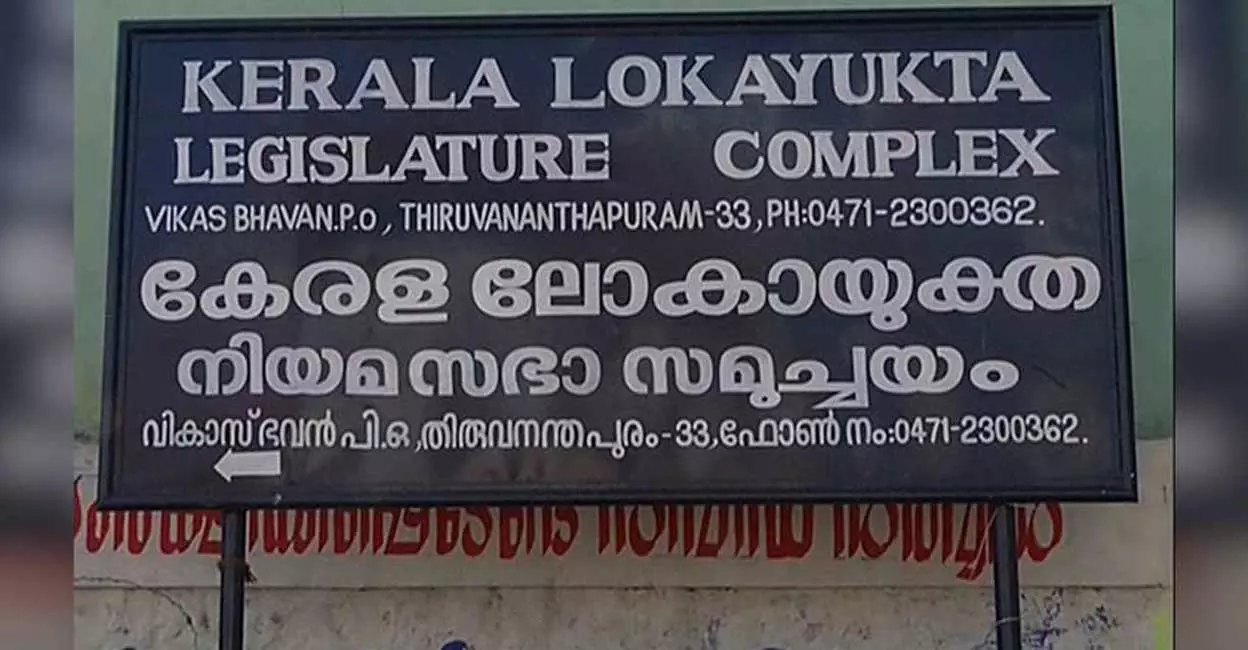 KERALA LOKAYUKTA
LEGISLATURE COMPLEX
VIKAS BHAVAN.P.O, THIRUVANANTHAPURAM-33, PH:0471-2300362.
കേരള ലോകായുക്ത
നിയമസഭാ സമുച്ചയം
വികാസ് ഭവൻ പി.ഒ, തിരുവനന്തപുരം-33, ഫോൺ നം:0471-2300362.